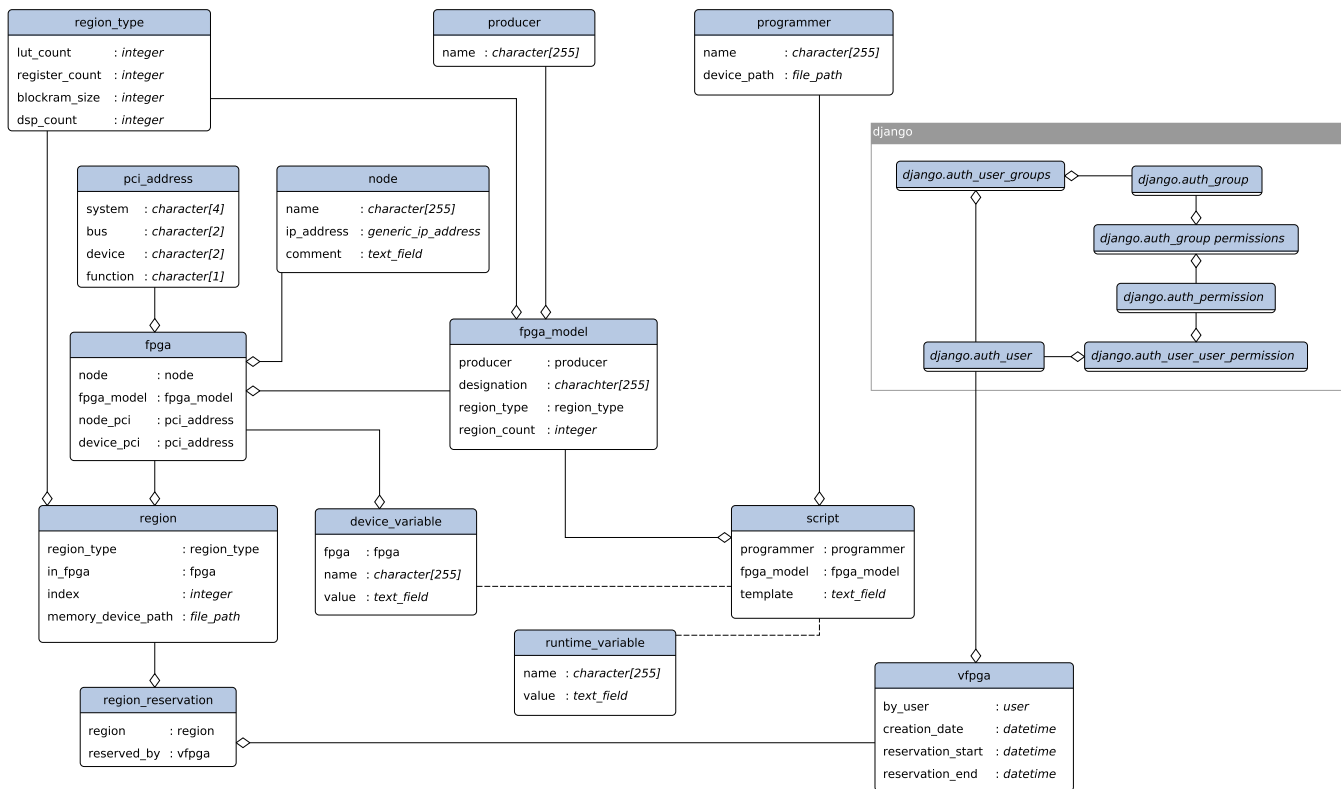 region_type
lut_count : integer
register_count : integer
blockram_size : integer
dsp_count : integer
producer
name : character[255]
programmer
name : character[255]
device_path : file_path
django
django.auth_user_groups
django.auth_group
django.auth_group permissions
django.auth_permission
django.auth_user
django.auth_user_user_permission
pci_address
system : character[4]
bus : character[2]
device : character[2]
function : character[1]
node
name : character[255]
ip_address : generic_ip_address
comment : text_field
fpga
node : node
fpga_model : fpga_model
node_pci : pci_address
device_pci : pci_address
fpga_model
producer : producer
designation : charachter[255]
region_type : region_type
region_count : integer
region
region_type : region_type
in_fpga : fpga
index : integer
memory_device_path : file_path
device_variable
fpga : fpga
name : character[255]
value : text_field
script
programmer : programmer
fpga_model : fpga_model
template : text_field
runtime_variable
name : character[255]
value : text_field
region_reservation
region : region
reserved_by : vfpga
vfpga
by_user : user
creation_date : datetime
reservation_start : datetime
reservation_end : datetime